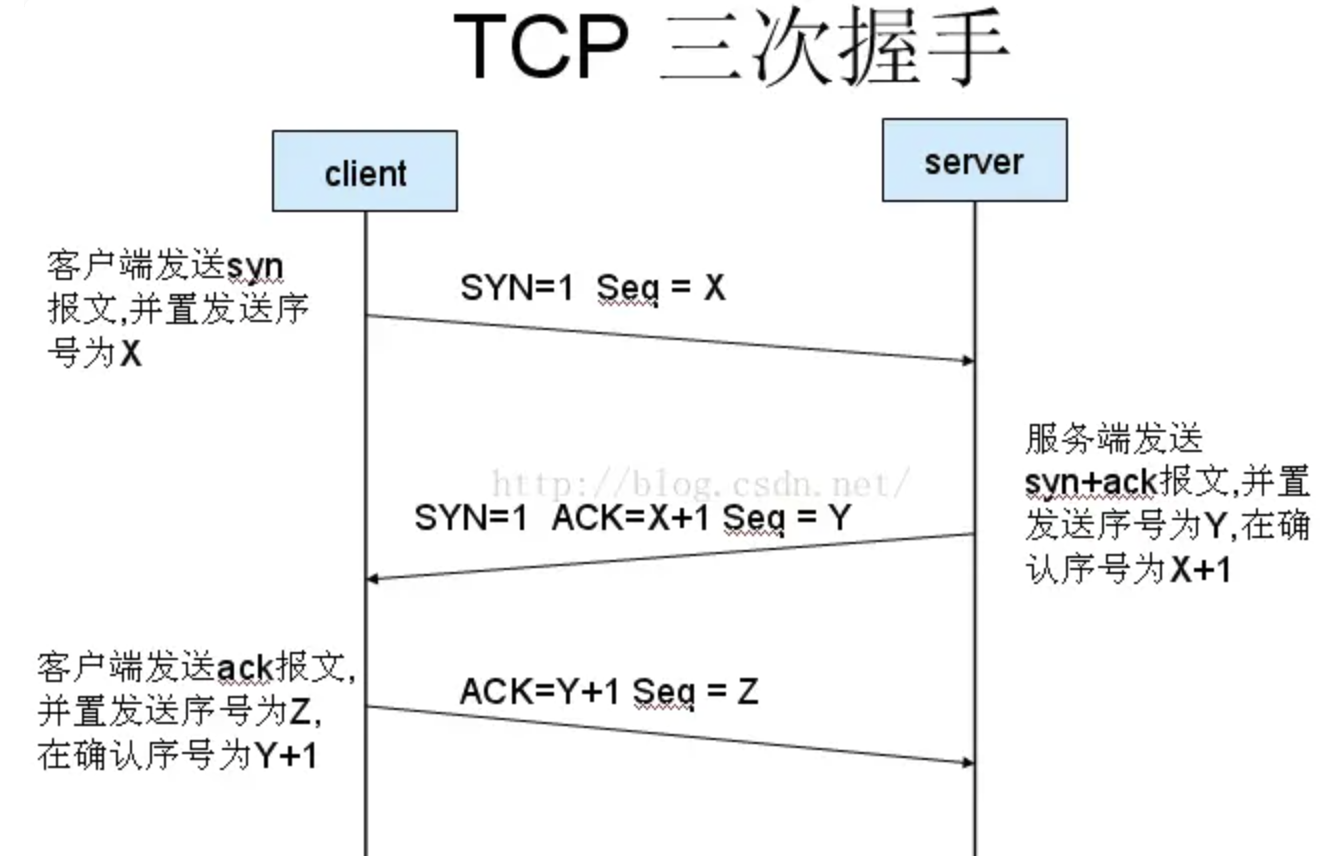 TCP 三次握手
client
server
客户端发送syn
报文,并置发送序
号为X
SYN=1 Seq = X
服务端发送
syn+ack报文,并置
发送序号为Y,在确
认序号为X+1
http://blog.csdn.net/
SYN=1 ACK=X+1 Seq = Y
客户端发送ack报文,
并置发送序号为Z,
在确认序号为Y+1
ACK=Y+1 Seq = Z